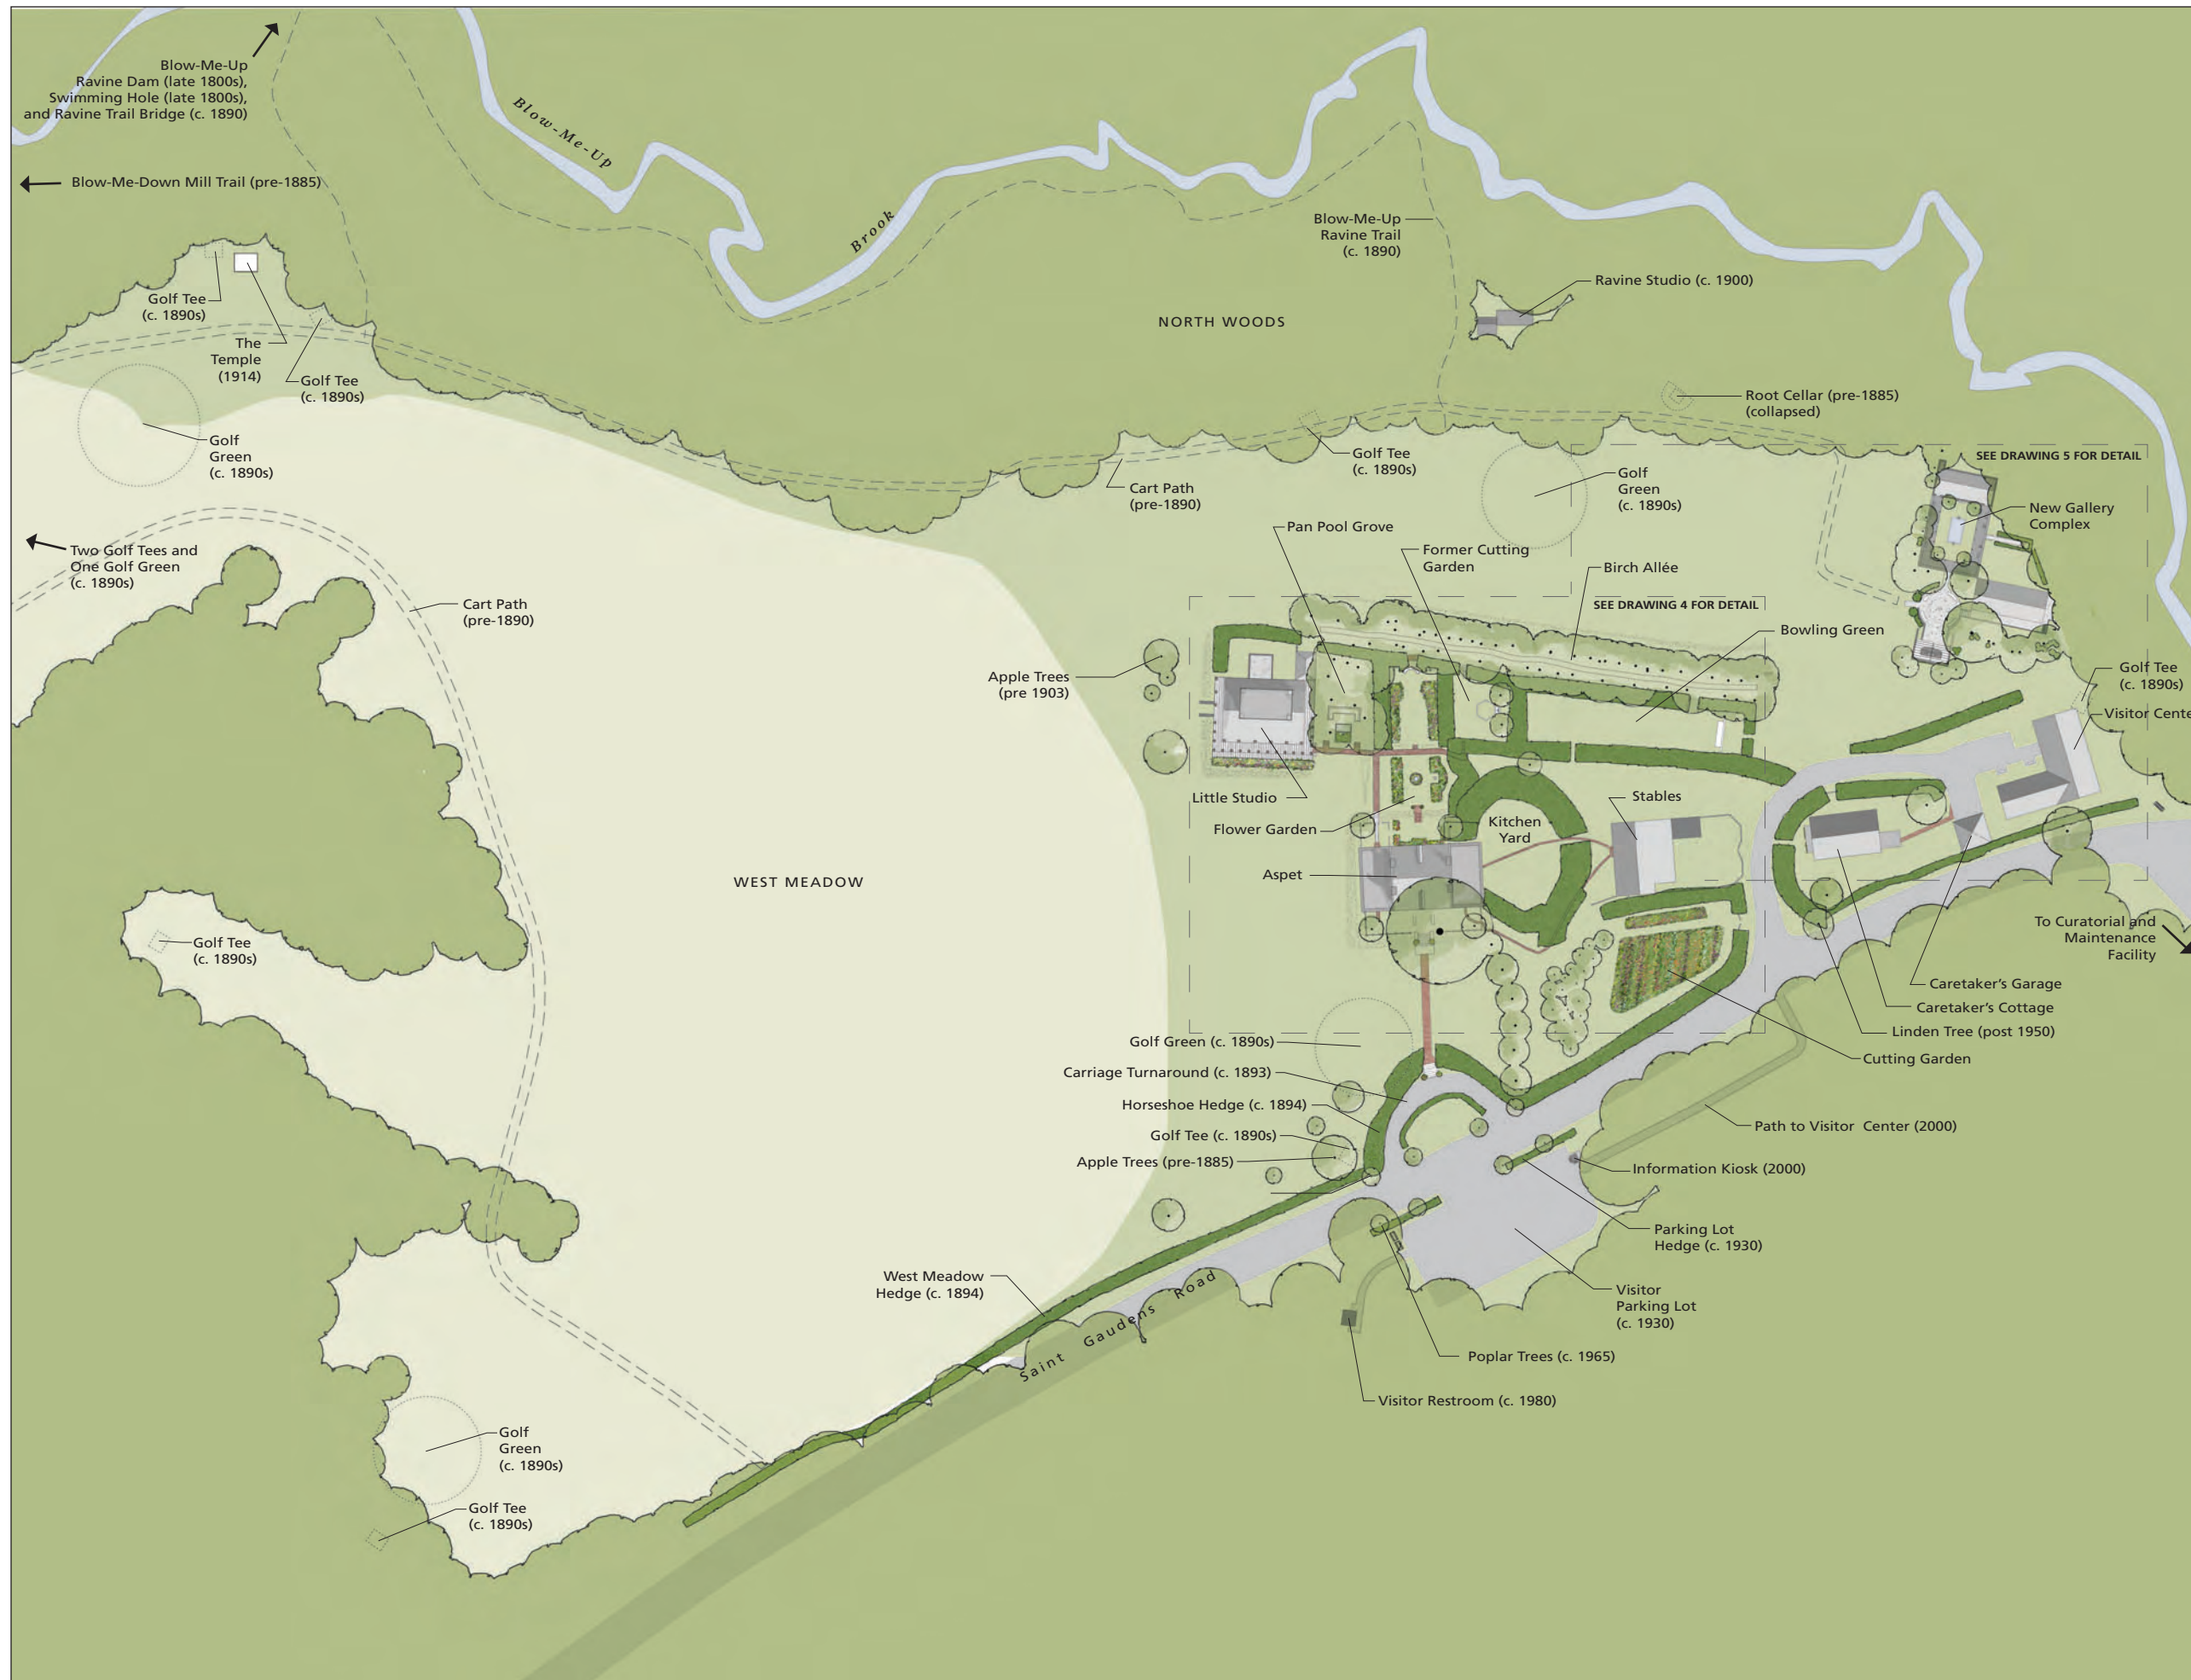 Blow-Me-Up
Ravine Dam (late 1800s),
Swimming Hole (late 1800s),
and Ravine Trail Bridge (c. 1890)
Blow-Me-Up
Blow-Me-Down Mill Trail (pre-1885)
Brook
Blow-Me-Up
Ravine Trail
(c. 1890)
Ravine Studio (c. 1900)
Golf Tee
(c. 1890s)
NORTH WOODS
The
Temple
(1914)
Golf Tee
(c. 1890s)
Root Cellar (pre-1885)
(collapsed)
Golf
Green
(c. 1890s)
Golf Tee
(c. 1890s)
SEE DRAWING 5 FOR DETAIL
Cart Path
(pre-1890)
Golf
Green
(c. 1890s)
New Gallery
Complex
Pan Pool Grove
Former Cutting
Garden
Two Golf Tees and
One Golf Green
(c. 1890s)
Birch Allée
Cart Path
(pre-1890)
SEE DRAWING 4 FOR DETAIL
Bowling Green
Apple Trees
(pre 1903)
Golf Tee
(c. 1890s)
Visitor Cente
Little Studio
Stables
Flower Garden
Kitchen
Yard
Aspet
WEST MEADOW
Golf Tee
(c. 1890s)
To Curatorial and
Maintenance
Facility
Caretaker's Garage
Caretaker's Cottage
Linden Tree (post 1950)
Cutting Garden
Golf Green (c. 1890s)
Carriage Turnaround (c. 1893)
Horseshoe Hedge (c. 1894)
Golf Tee (c. 1890s)
Apple Trees (pre-1885)
Path to Visitor Center (2000)
Information Kiosk (2000)
Parking Lot
Hedge (c. 1930)
West Meadow
Hedge (c. 1894)
Saint Gaudens Road
Visitor
Parking Lot
(c. 1930)
Poplar Trees (c. 1965)
Visitor Restroom (c. 1980)
Golf
Green
(c. 1890s)
Golf Tee
(c. 1890s)